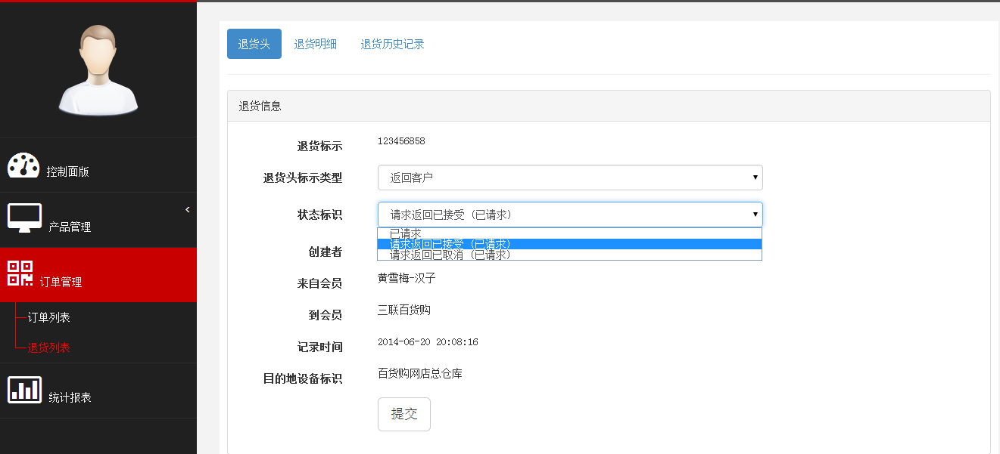 控制面版
产品管理
订单管理
订单列表
退货列表
统计报表
退货头 退货明细 退货历史记录
退货信息
退货标示 123456858
退货头标示类型 返回客户
状态标识 请求返回已接受（已请求）
已请求
请求返回已接受（已请求）
请求返回已取消（已请求）
创建者
来自会员 黄雪梅-汉子
到会员 三联百货购
记录时间 2014-06-20 20:08:16
目的地设备标识 百货购网店总仓库
提交